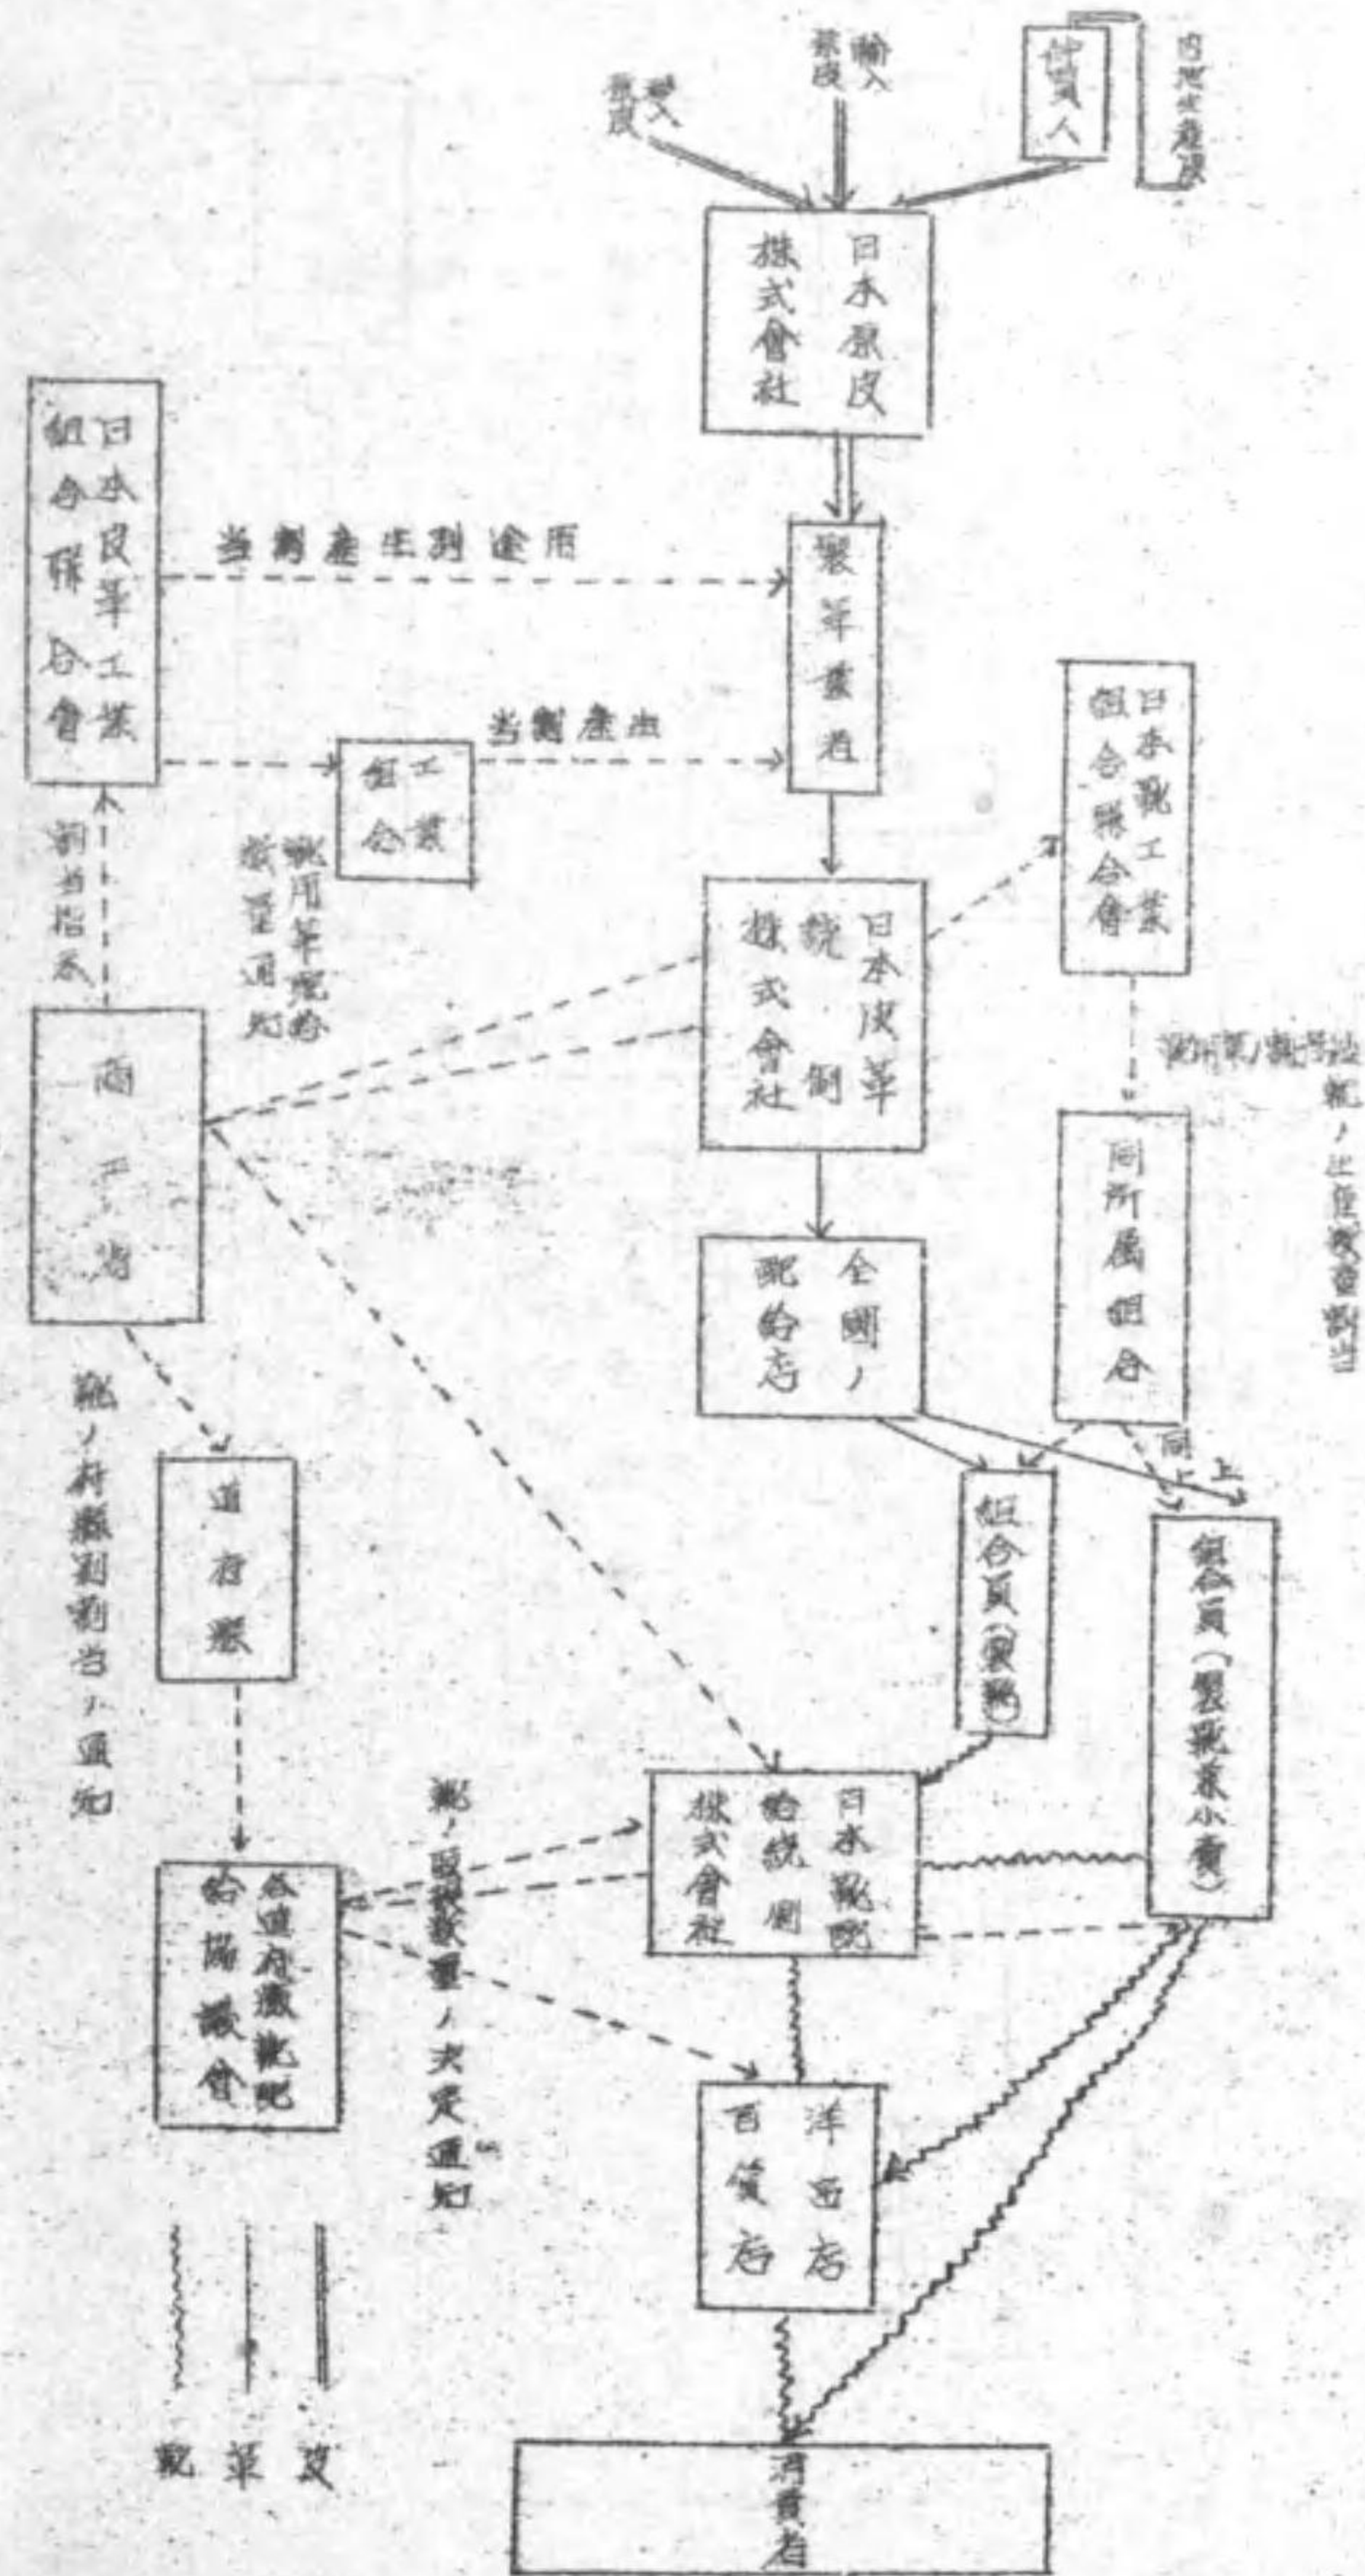 内地生産皮
仲買人
輸入
原皮
移入
原皮
日本原皮
株式會社
製革業者
日本皮革工業
組合聯合會
用途別生産割当
工業
組合
生産割当
割当指示
靴用革配給
数量通知
商工省
日本皮革
統制
株式會社
日本靴工業
組合聯合會
靴ノ生産数量割当
同所属組合
同上
全國ノ
配給店
組合員(製靴)
組合員(製靴兼小賣)
道府縣
靴ノ府縣別割当ノ通知
各道府縣靴配
給協議會
靴ノ配給数量ノ決定通知
日本靴配
給統制
株式會社
洋品店
百貨店
消費者
皮
革
靴